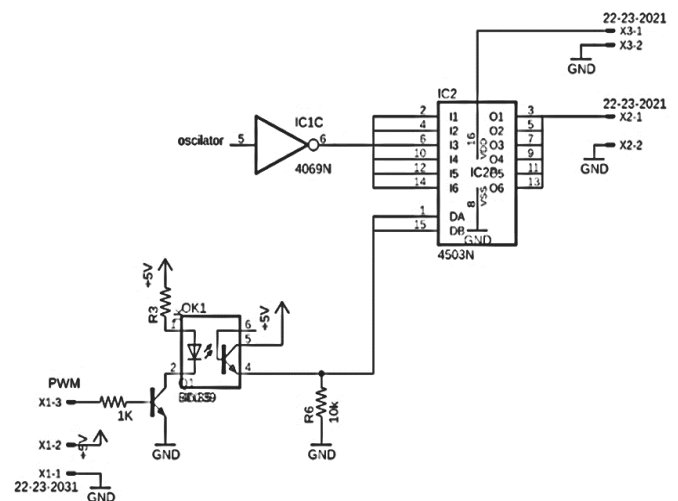 22-23-2021
X3-1
X3-2
GND
IC2
22-23-2021
X2-1
X2-2
GND
oscilator
5
IC1C
6
4069N
2 I1 O1 3
4 I2 O2 5
6 I3 O3 7
10 I4 O4 9
12 I5 O5 11
14 I6 O6 13
16
VDD
IC2P
8
VSS
1 DA
15 DB
GND
4503N
+5V
R3
OK1
1
2
6
5
4
+5V
Q1
PWM
X1-3
1K
GND
R6
10k
GND
X1-2
+5V
X1-1
22-23-2031
GND